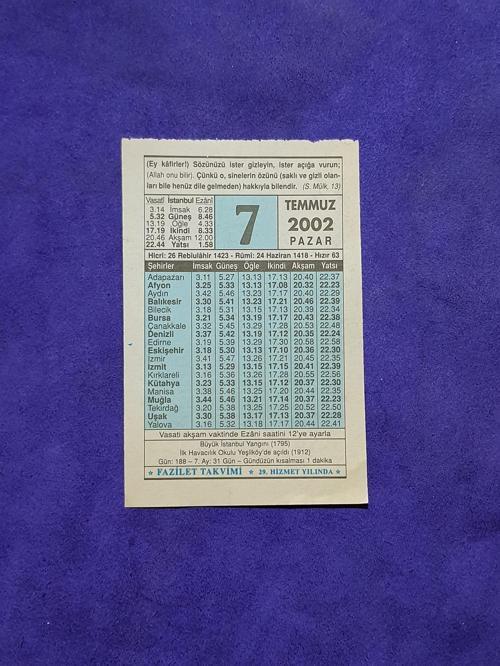 (Ey kâfirler!) Sözünüzü ister gizleyin, ister açığa vurun;
(Allah onu bilir). Çünkü o, sinelerin özünü (saklı ve gizli olan-
ları bile henüz dile gelmeden) hakkıyla bilendir. (S. Mülk, 13)
Vasatî İstanbul Ezânî
3.14 İmsak 6.28
5.32 Güneş 8.46
13.19 Öğle 4.33
17.19 İkindi 8.33
20.46 Akşam 12.00
22.44 Yatsı 1.58
7
TEMMUZ
2002
PAZAR
Hicrî: 26 Rebîulâhir 1423 - Rûmî: 24 Haziran 1418 - Hızır 63
Şehirler İmsak Güneş Öğle İkindi Akşam Yatsı
Adapazarı 3.11 5.27 13.13 17.13 20.40 22.37
Afyon 3.25 5.33 13.13 17.08 20.32 22.23
Aydın 3.42 5.46 13.23 17.17 20.41 22.29
Balıkesir 3.30 5.41 13.23 17.21 20.46 22.39
Bilecik 3.18 5.31 13.15 17.13 20.39 22.34
Bursa 3.21 5.34 13.19 17.17 20.43 22.38
Çanakkale 3.32 5.45 13.29 17.28 20.53 22.48
Denizli 3.37 5.42 13.19 17.12 20.35 22.24
Edirne 3.19 5.39 13.29 17.30 20.58 22.58
Eskişehir 3.18 5.30 13.13 17.10 20.36 22.30
İzmir 3.41 5.47 13.26 17.21 20.45 22.35
İzmit 3.13 5.29 13.15 17.15 20.41 22.39
Kırklareli 3.16 5.36 13.26 17.28 20.55 22.56
Kütahya 3.23 5.33 13.15 17.12 20.37 22.30
Manisa 3.38 5.46 13.25 17.20 20.44 22.35
Muğla 3.44 5.46 13.21 17.14 20.37 22.23
Tekirdağ 3.20 5.38 13.25 17.25 20.52 22.50
Uşak 3.30 5.38 13.17 17.13 20.37 22.28
Yalova 3.16 5.32 13.18 17.17 20.44 22.41
Vasati akşam vaktinde Ezânî saatini 12'ye ayarla
Büyük İstanbul Yangını (1795)
İlk Havacılık Okulu Yeşilköy'de açıldı (1912)
Gün: 188 – 7. Ay: 31 Gün – Gündüzün kısalması 1 dakika
★ FAZİLET TAKVİMİ ★ 29. HİZMET YILINDA ★